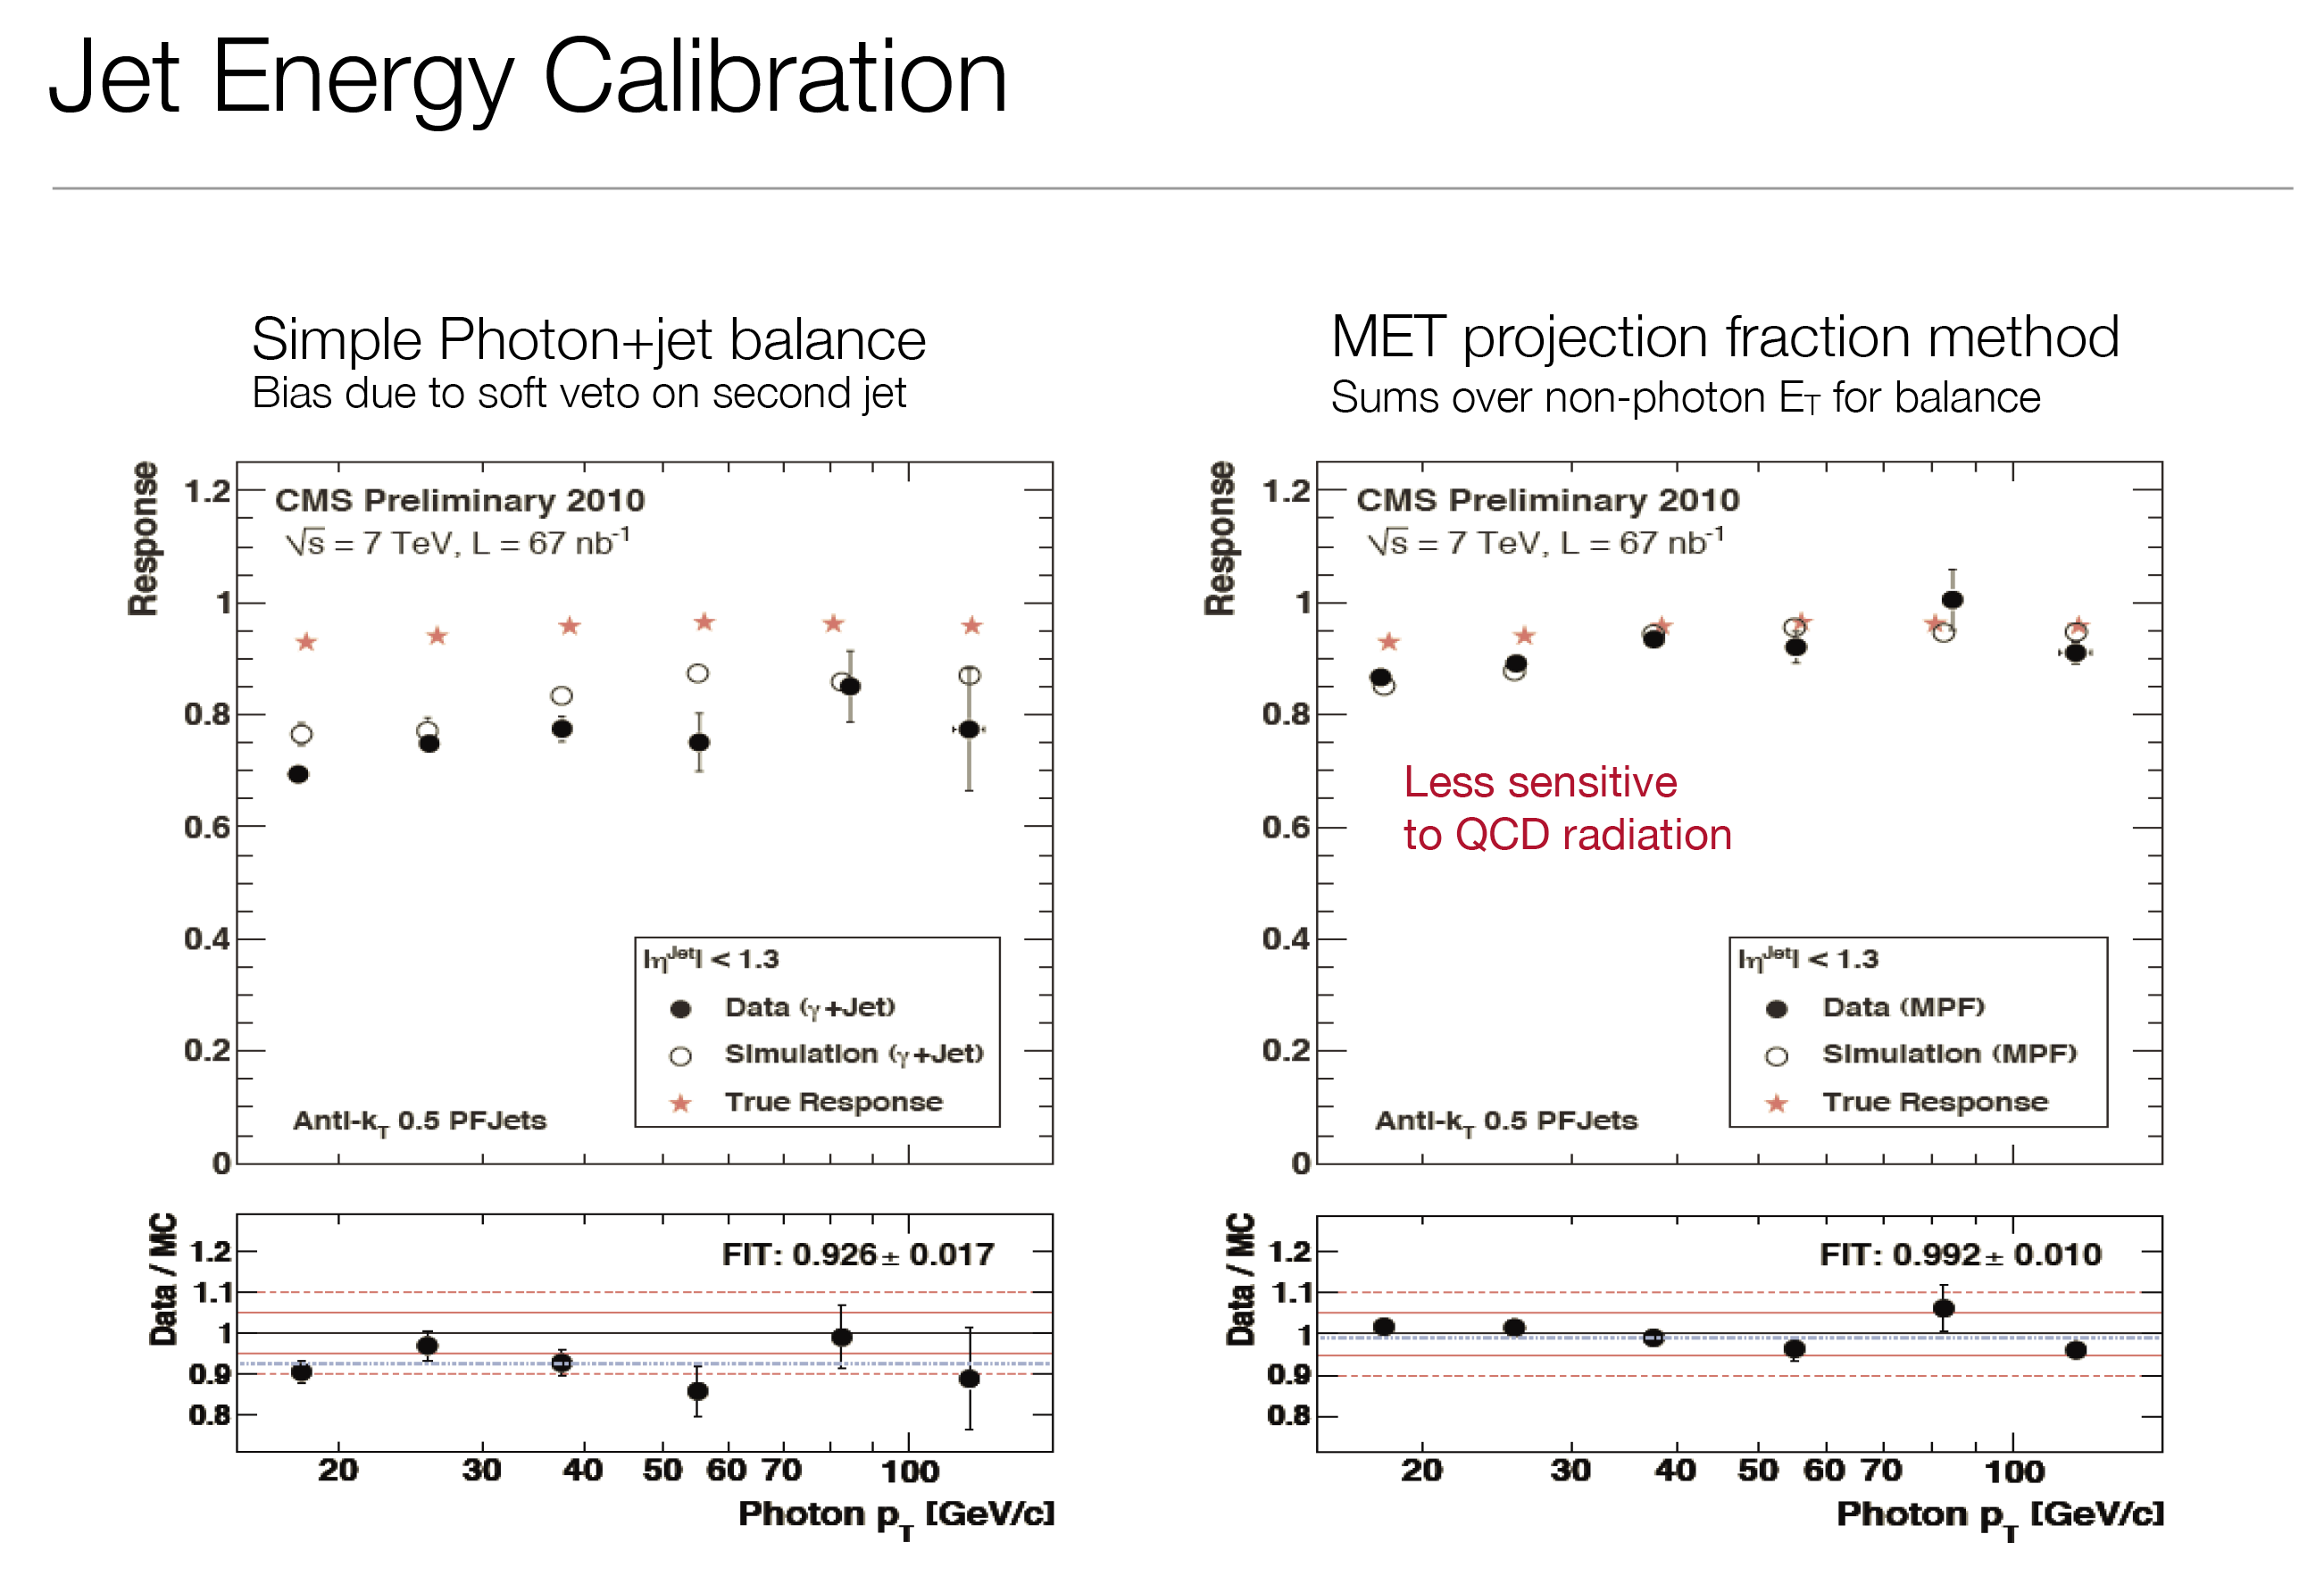 Jet Energy Calibration
Simple Photon+jet balance
Bias due to soft veto on second jet
Response
1.2
1
0.8
0.6
0.4
0.2
0
CMS Preliminary 2010
√s = 7 TeV, L = 67 nb-1
|ηJet| < 1.3
Data (γ+Jet)
Simulation (γ+Jet)
True Response
Anti-kT 0.5 PFJets
Data / MC
1.2
1.1
1
0.9
0.8
FIT: 0.926 ± 0.017
20 30 40 50 60 70 100
Photon pT [GeV/c]
MET projection fraction method
Sums over non-photon ET for balance
Response
1.2
1
0.8
0.6
0.4
0.2
0
CMS Preliminary 2010
√s = 7 TeV, L = 67 nb-1
Less sensitive
to QCD radiation
|ηJet| < 1.3
Data (MPF)
Simulation (MPF)
True Response
Anti-kT 0.5 PFJets
Data / MC
1.2
1.1
1
0.9
0.8
FIT: 0.992 ± 0.010
20 30 40 50 60 70 100
Photon pT [GeV/c]